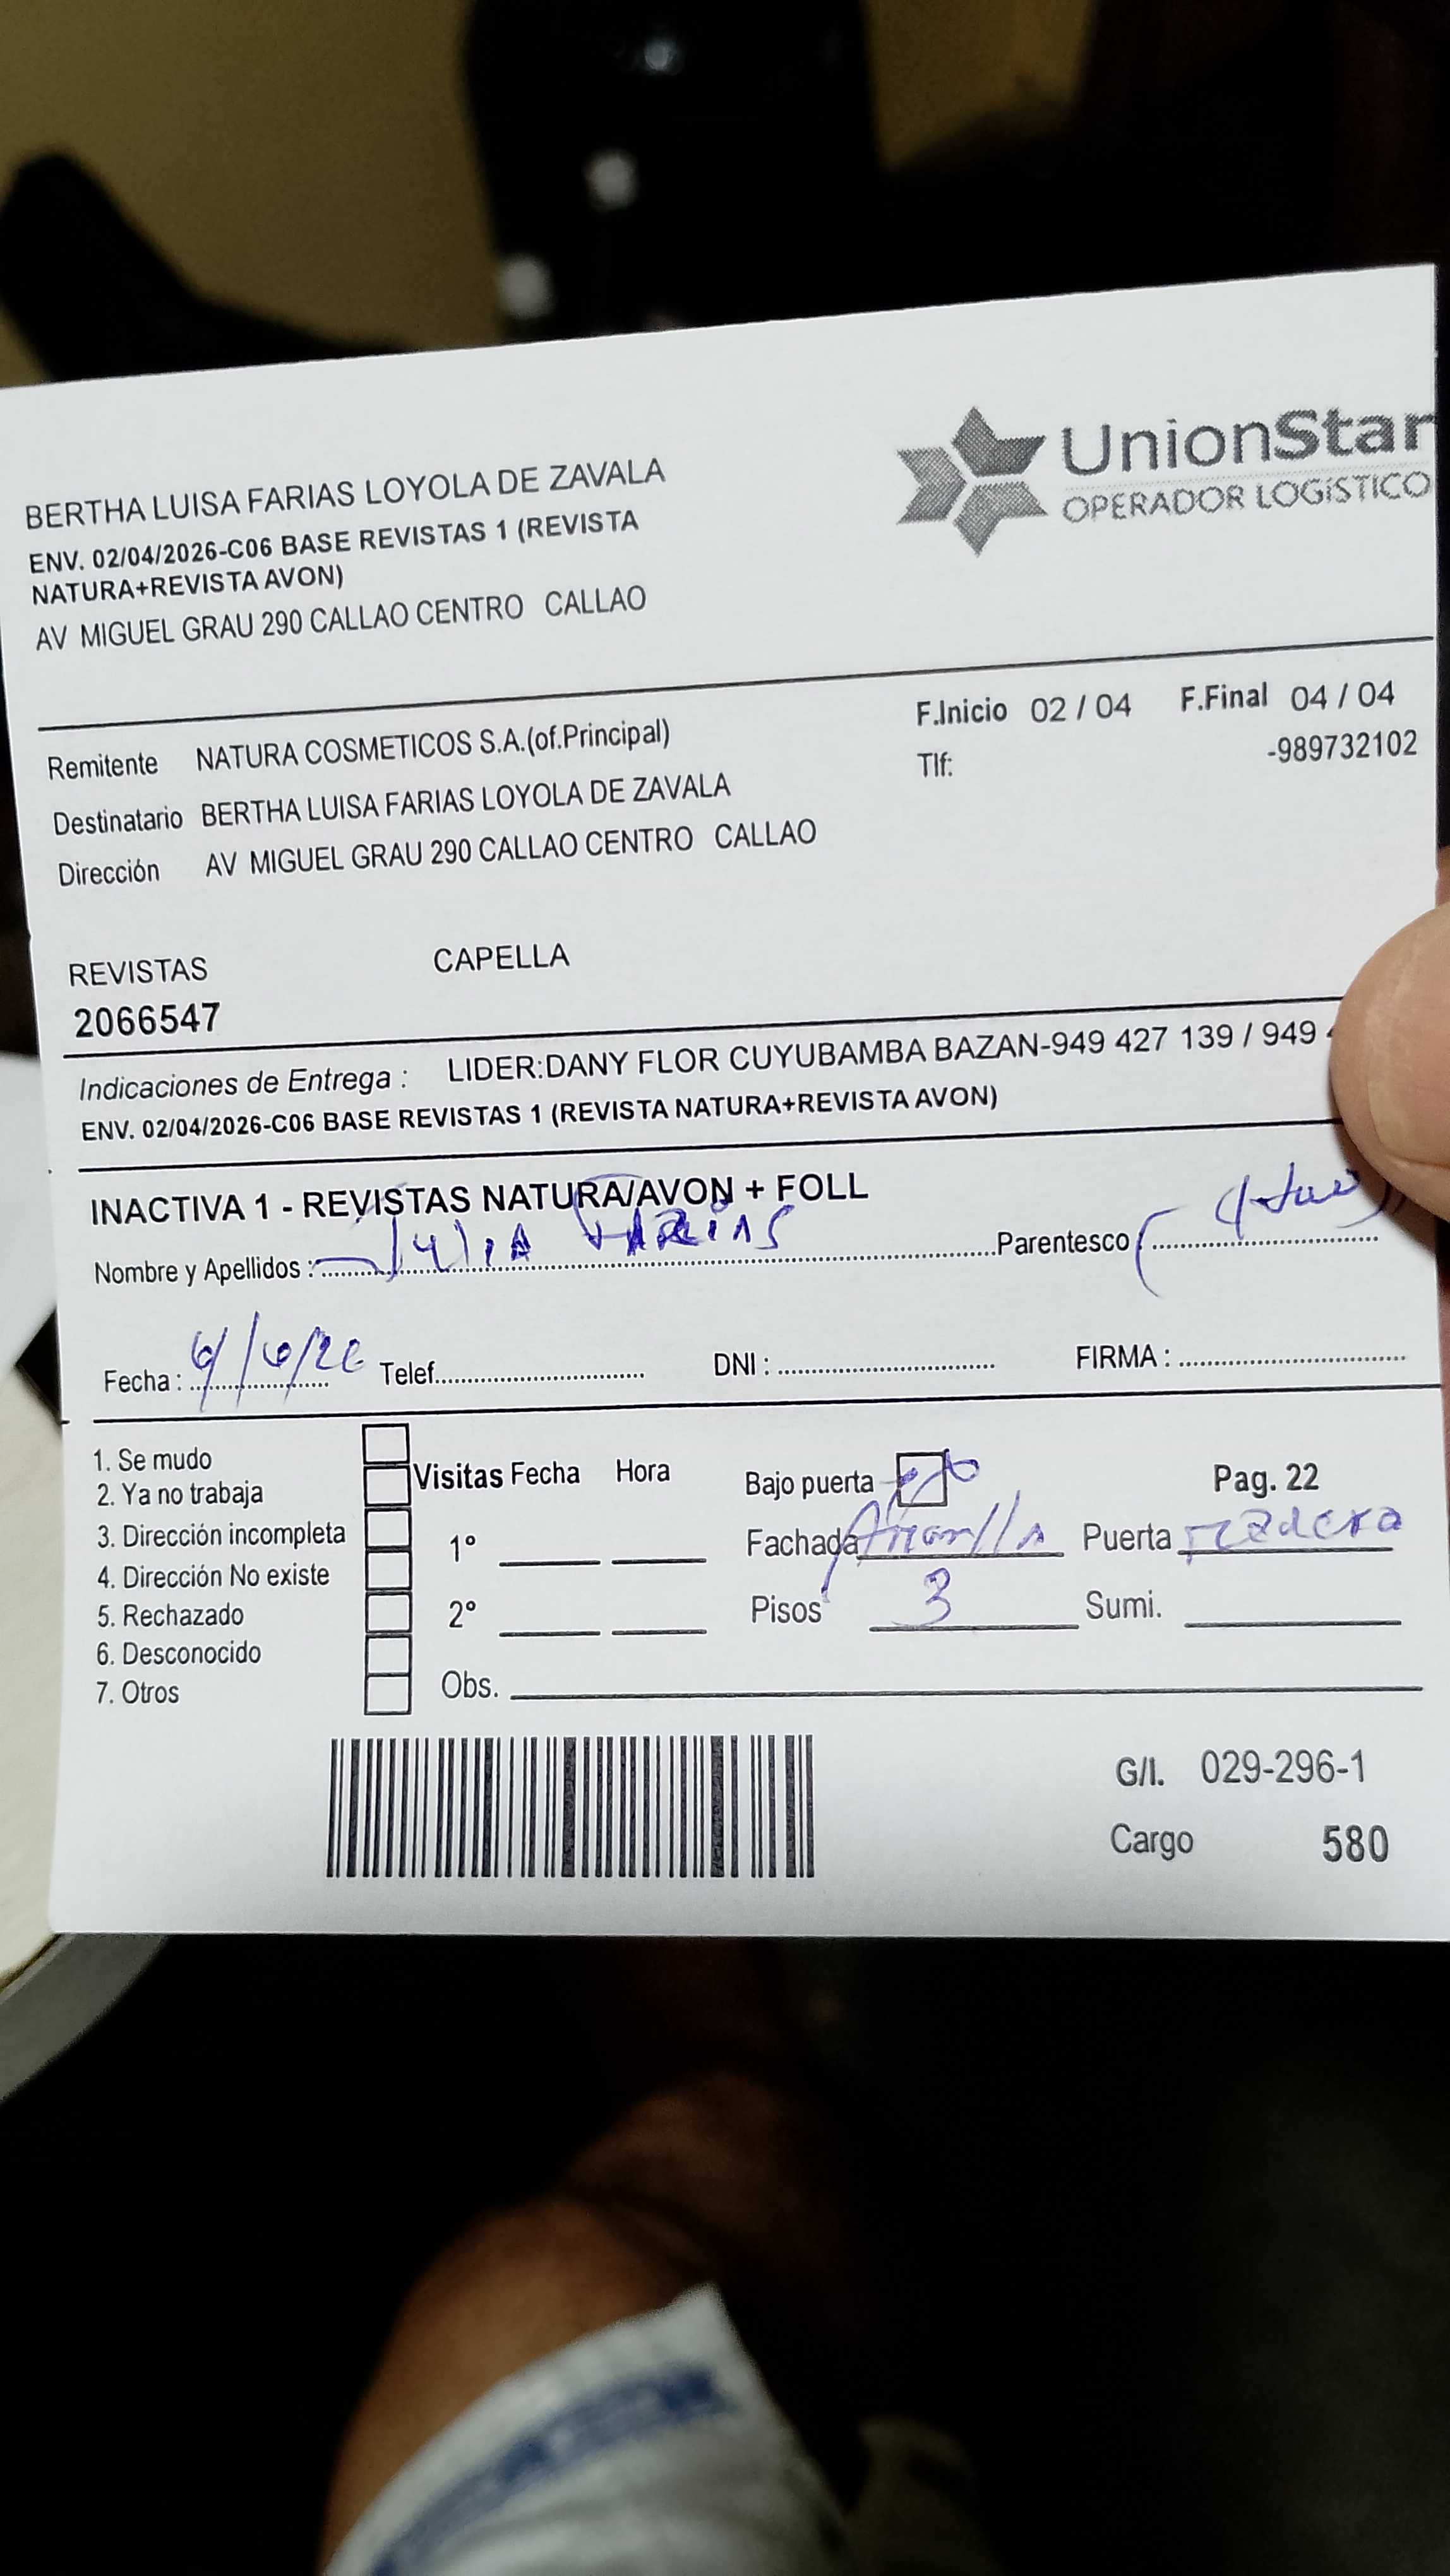 UnionStar
OPERADOR LOGÍSTICO
BERTHA LUISA FARIAS LOYOLA DE ZAVALA
ENV. 02/04/2026-C06 BASE REVISTAS 1 (REVISTA
NATURA+REVISTA AVON)
AV MIGUEL GRAU 290 CALLAO CENTRO CALLAO
Remitente NATURA COSMETICOS S.A.(of.Principal) F.Inicio 02 / 04 F.Final 04 / 04
Destinatario BERTHA LUISA FARIAS LOYOLA DE ZAVALA Tlf: -989732102
Dirección AV MIGUEL GRAU 290 CALLAO CENTRO CALLAO
REVISTAS CAPELLA
2066547
Indicaciones de Entrega : LIDER:DANY FLOR CUYUBAMBA BAZAN-949 427 139 / 949
ENV. 02/04/2026-C06 BASE REVISTAS 1 (REVISTA NATURA+REVISTA AVON)
INACTIVA 1 - REVISTAS NATURA/AVON + FOLL
Nombre y Apellidos : Julia FARiAS Parentesco
Fecha : Telef. DNI : FIRMA :
1. Se mudo
2. Ya no trabaja
3. Dirección incompleta
4. Dirección No existe
5. Rechazado
6. Desconocido
7. Otros
Visitas Fecha Hora
1º
2º
Obs.
Bajo puerta Pag. 22
Fachada Puerta madera
Pisos 3 Sumi.
G/I. 029-296-1
Cargo 580